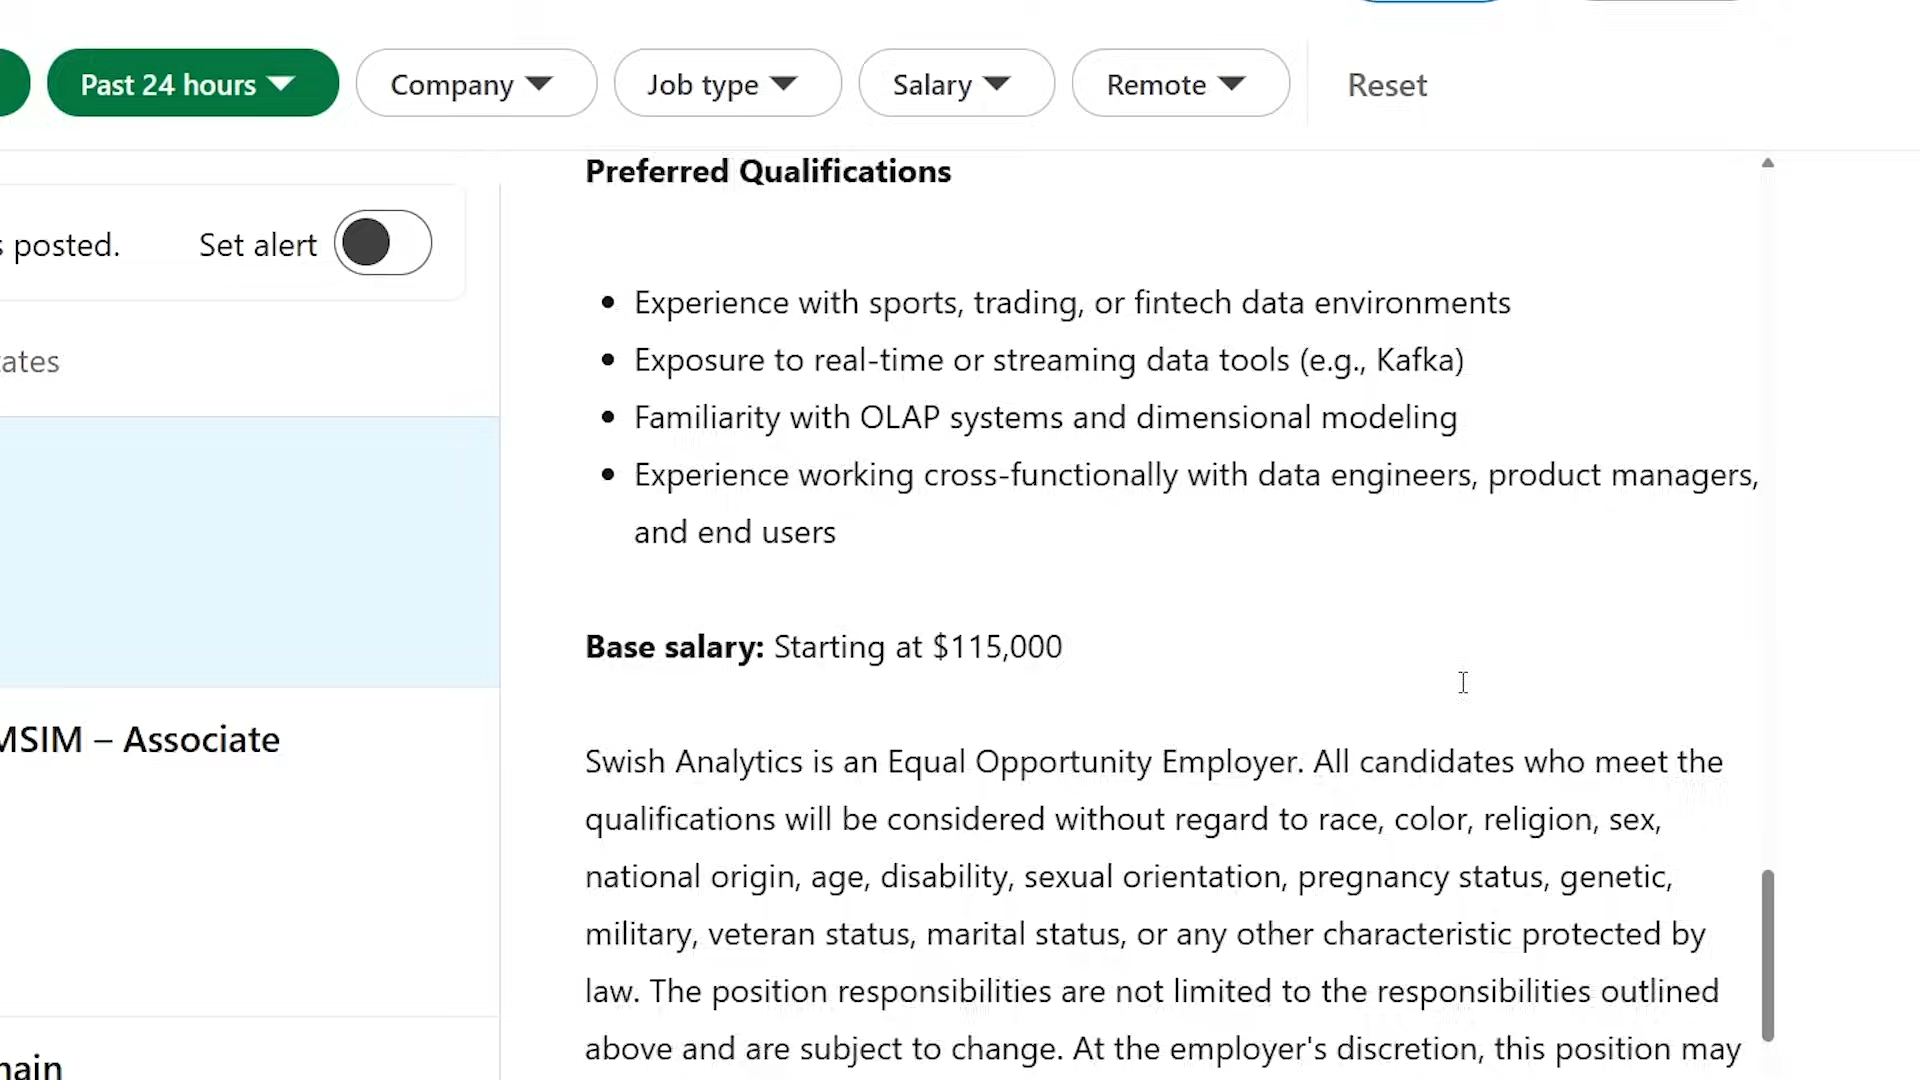 Past 24 hours
Company
Job type
Salary
Remote
Reset
posted.
Set alert
MSIM – Associate
Preferred Qualifications
• Experience with sports, trading, or fintech data environments
• Exposure to real-time or streaming data tools (e.g., Kafka)
• Familiarity with OLAP systems and dimensional modeling
• Experience working cross-functionally with data engineers, product managers,
and end users
Base salary: Starting at $115,000
Swish Analytics is an Equal Opportunity Employer. All candidates who meet the
qualifications will be considered without regard to race, color, religion, sex,
national origin, age, disability, sexual orientation, pregnancy status, genetic,
military, veteran status, marital status, or any other characteristic protected by
law. The position responsibilities are not limited to the responsibilities outlined
above and are subject to change. At the employer's discretion, this position may